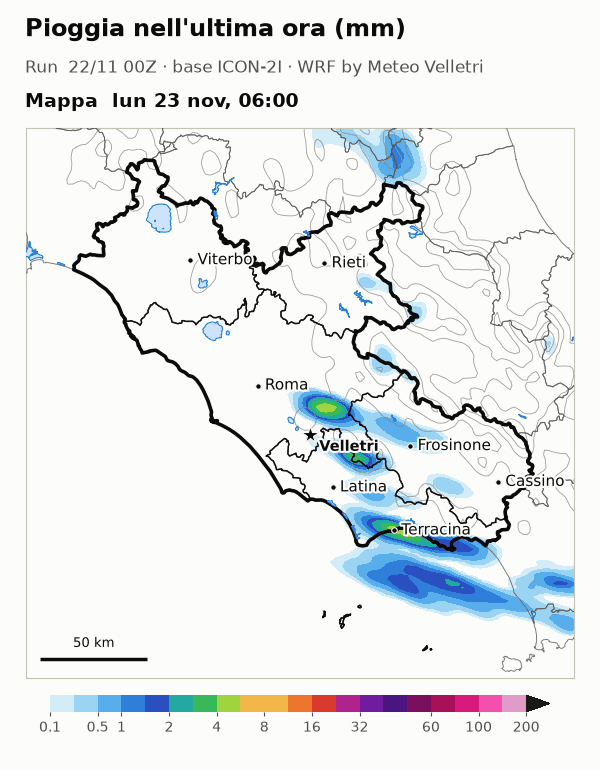 Pioggia nell'ultima ora (mm)
Run 22/11 00Z · base ICON-2I · WRF by Meteo Velletri
Mappa lun 23 nov, 06:00
Viterbo
Rieti
Roma
Velletri
Frosinone
Latina
Cassino
Terracina
50 km
0.1 0.5 1 2 4 8 16 32 60 100 200